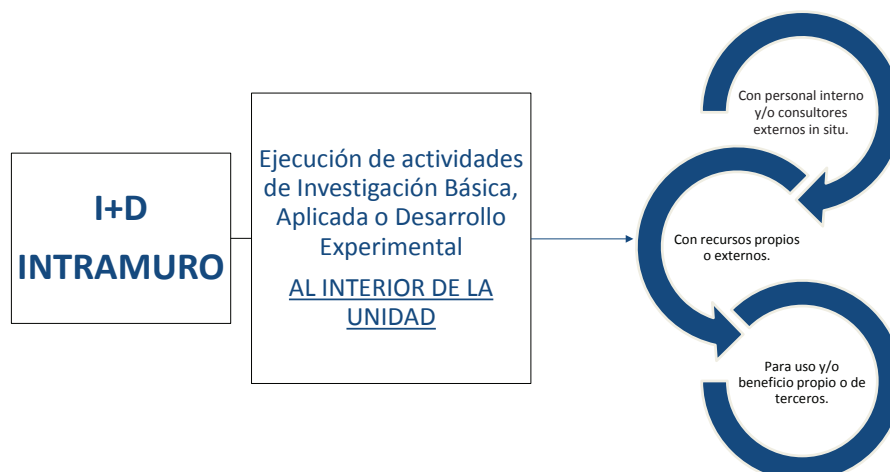 I+D
INTRAMURO
Ejecución de actividades
de Investigación Básica,
Aplicada o Desarrollo
Experimental
AL INTERIOR DE LA
UNIDAD
Con personal interno
y/o consultores
externos in situ.
Con recursos propios
o externos.
Para uso y/o
beneficio propio o de
terceros.